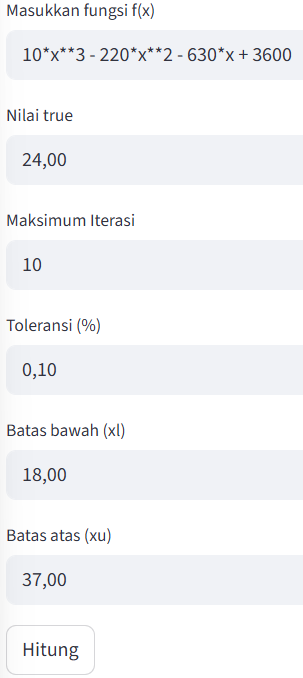 Masukkan fungsi f(x)
10*x**3 - 220*x**2 - 630*x + 3600
Nilai true
24,00
Maksimum Iterasi
10
Toleransi (%)
0,10
Batas bawah (xl)
18,00
Batas atas (xu)
37,00
Hitung